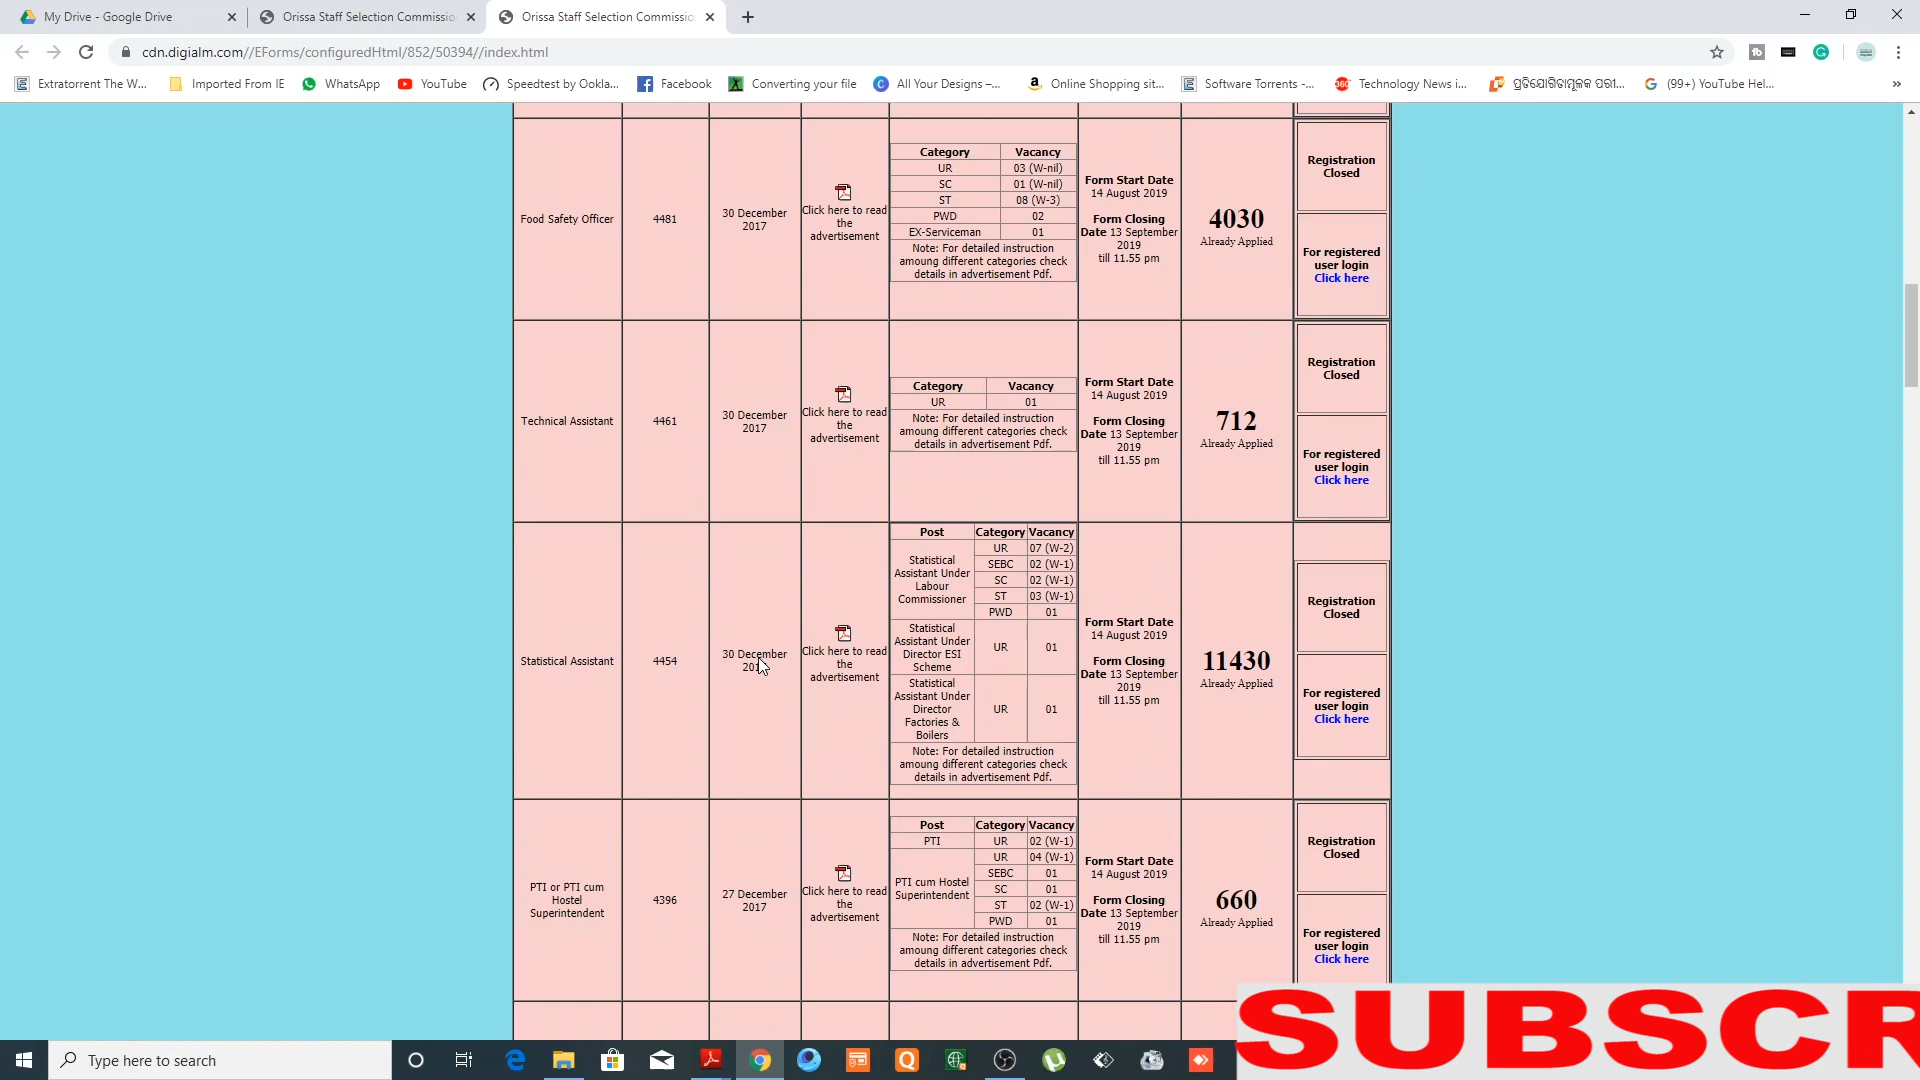 My Drive - Google Drive
Orissa Staff Selection Commissio
Orissa Staff Selection Commissio
cdn.digialm.com//EForms/configuredHtml/852/50394//index.html
Extratorrent The W...
Imported From IE
WhatsApp
YouTube
Speedtest by Ookla...
Facebook
Converting your file
All Your Designs –...
Online Shopping sit...
Software Torrents -...
Technology News i...
ପ୍ରତିଯୋଗିତାମୂଳକ ପରୀ...
(99+) YouTube Hel...
Food Safety Officer
4481
30 December
2017
Click here to read
the
advertisement
Category Vacancy
UR 03 (W-nil)
SC 01 (W-nil)
ST 08 (W-3)
PWD 02
EX-Serviceman 01
Note: For detailed instruction
amoung different categories check
details in advertisement Pdf.
Form Start Date
14 August 2019
Form Closing
Date 13 September
2019
till 11.55 pm
4030
Already Applied
Registration
Closed
For registered
user login
Click here
Technical Assistant
4461
30 December
2017
Click here to read
the
advertisement
Category Vacancy
UR 01
Note: For detailed instruction
amoung different categories check
details in advertisement Pdf.
Form Start Date
14 August 2019
Form Closing
Date 13 September
2019
till 11.55 pm
712
Already Applied
Registration
Closed
For registered
user login
Click here
Statistical Assistant
4454
30 December
Click here to read
the
advertisement
Post Category Vacancy
Statistical
Assistant Under
Labour
Commissioner
UR 07 (W-2)
SEBC 02 (W-1)
SC 02 (W-1)
ST 03 (W-1)
PWD 01
Statistical
Assistant Under
Director ESI
Scheme
UR 01
Statistical
Assistant Under
Director
Factories &
Boilers
UR 01
Note: For detailed instruction
amoung different categories check
details in advertisement Pdf.
Form Start Date
14 August 2019
Form Closing
Date 13 September
2019
till 11.55 pm
11430
Already Applied
Registration
Closed
For registered
user login
Click here
PTI or PTI cum
Hostel
Superintendent
4396
27 December
2017
Click here to read
the
advertisement
Post Category Vacancy
PTI UR 02 (W-1)
PTI cum Hostel
Superintendent
UR 04 (W-1)
SEBC 01
SC 01
ST 02 (W-1)
PWD 01
Note: For detailed instruction
amoung different categories check
details in advertisement Pdf.
Form Start Date
14 August 2019
Form Closing
Date 13 September
2019
till 11.55 pm
660
Already Applied
Registration
Closed
For registered
user login
Click here
SUBSCR
Type here to search